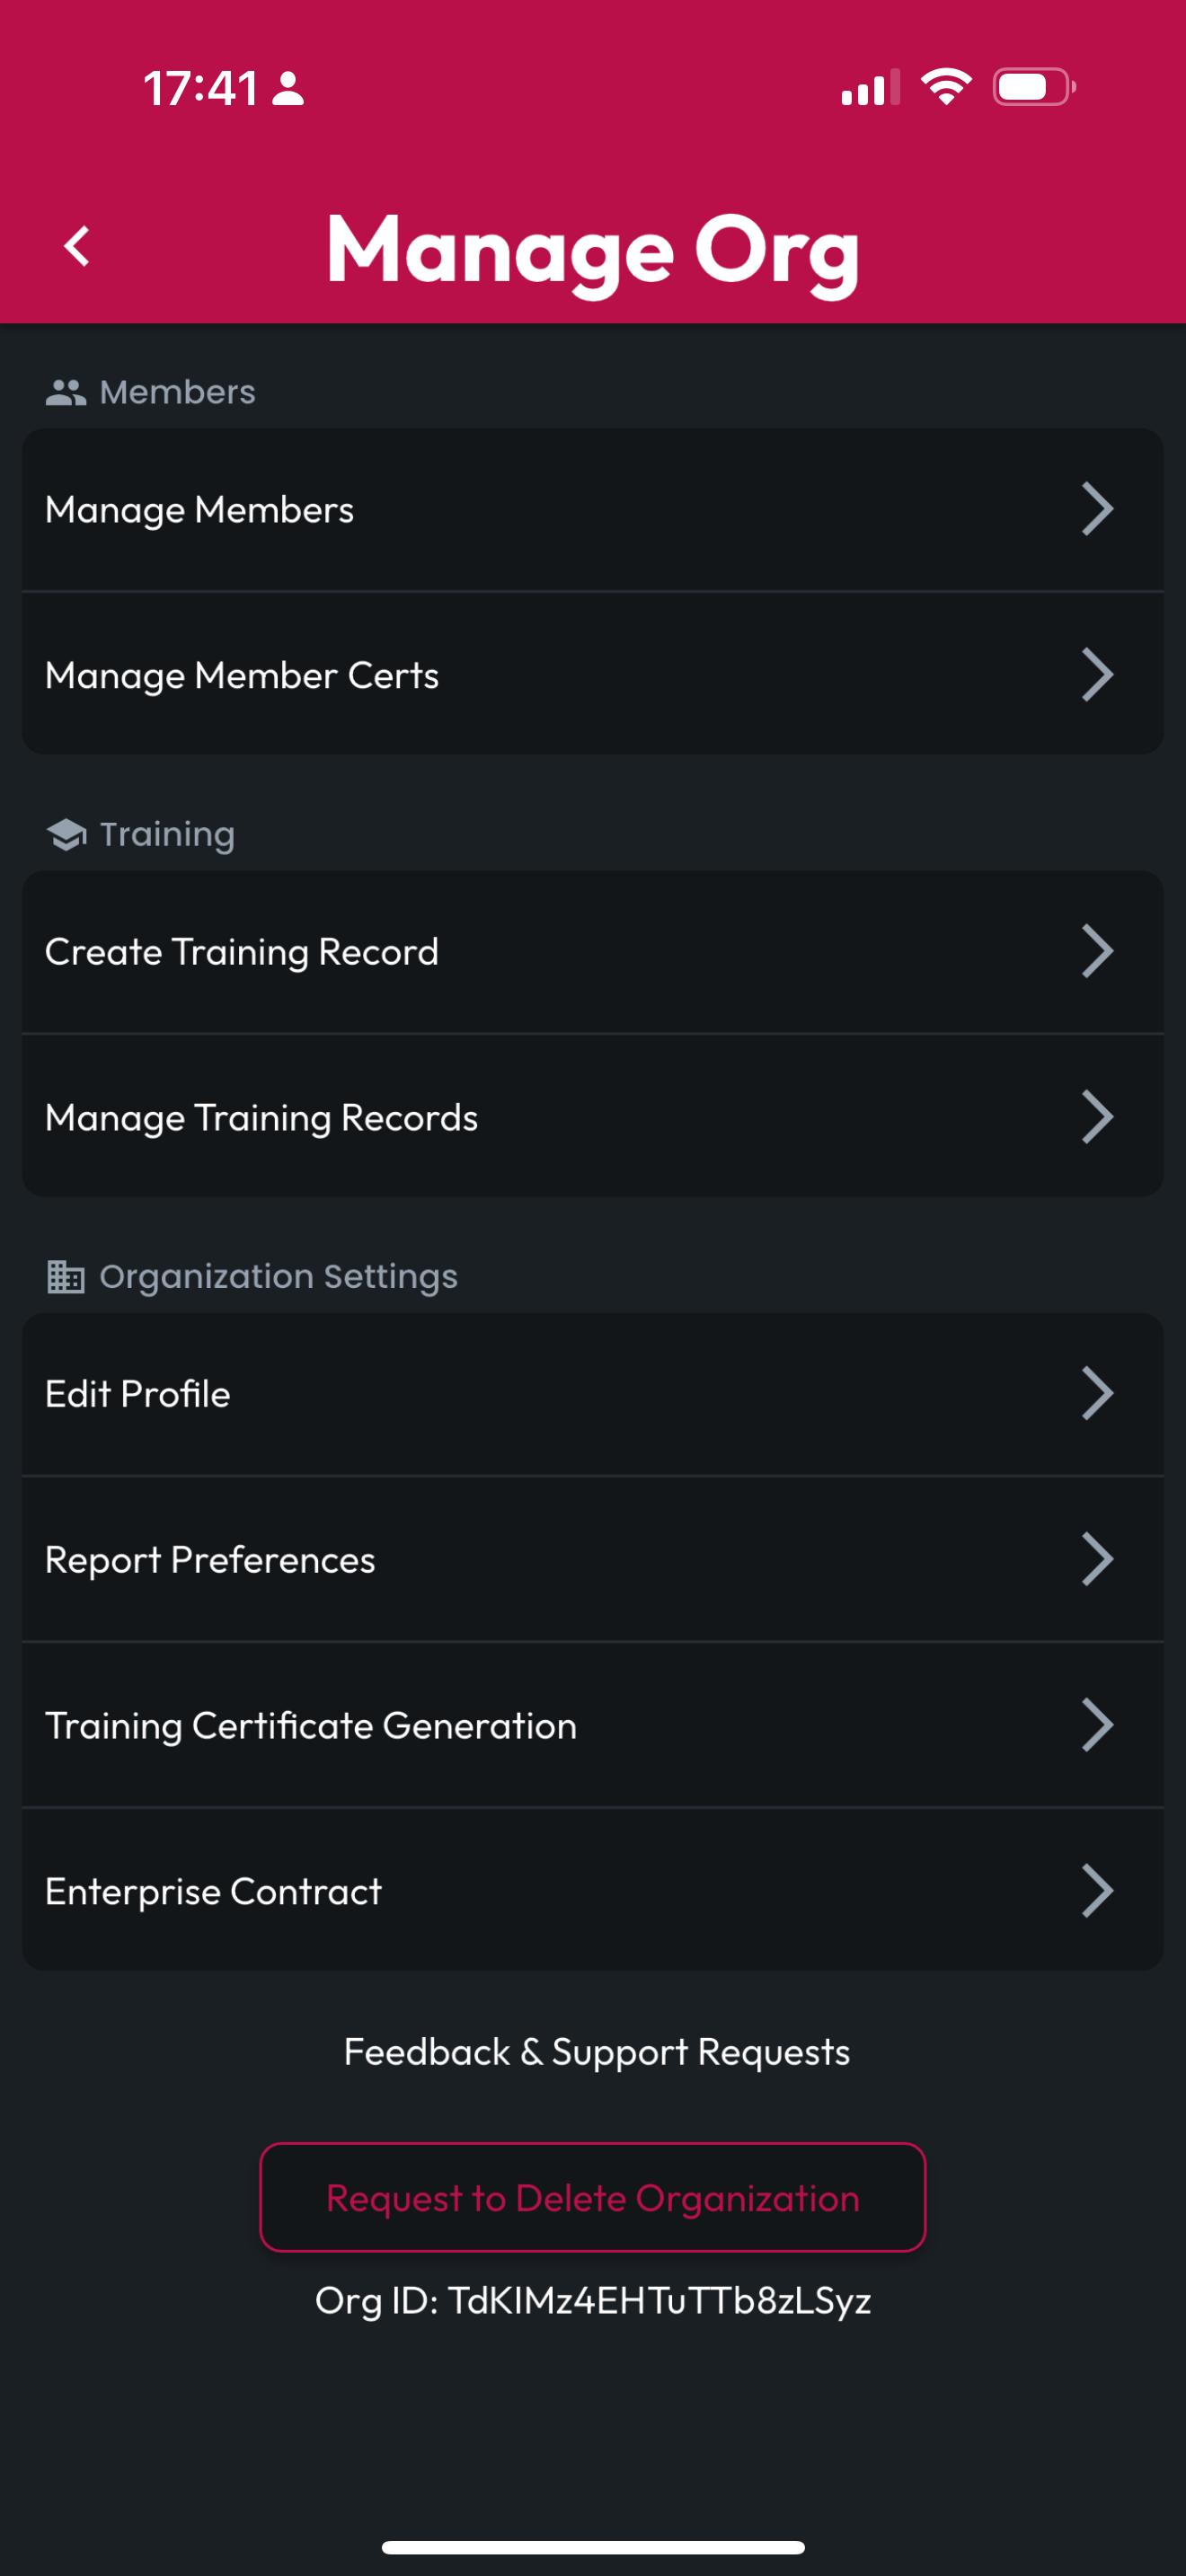 17:41
Manage Org
Members
Manage Members
Manage Member Certs
Training
Create Training Record
Manage Training Records
Organization Settings
Edit Profile
Report Preferences
Training Certificate Generation
Enterprise Contract
Feedback & Support Requests
Request to Delete Organization
Org ID: TdKIMz4EHTuTTb8zLSyz